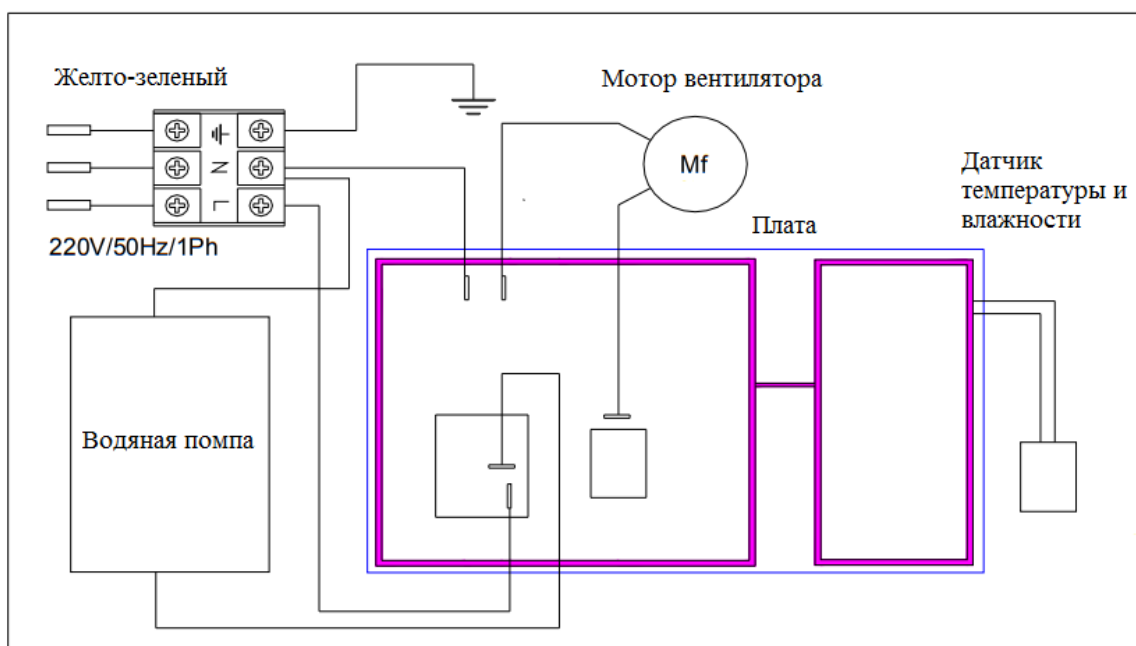 Желто-зеленый
Мотор вентилятора
N
L
Mf
Датчик
температуры и
влажности
220V/50Hz/1Ph
Плата
Водяная помпа